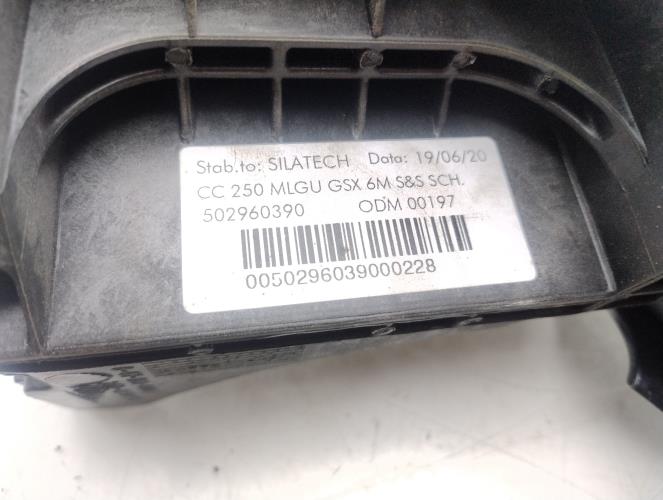 Stab.to: SILATECH Data: 19/06/20
CC 250 MLGU GSX 6M S&S SCH.
502960390 ODM 00197
0050296039000228